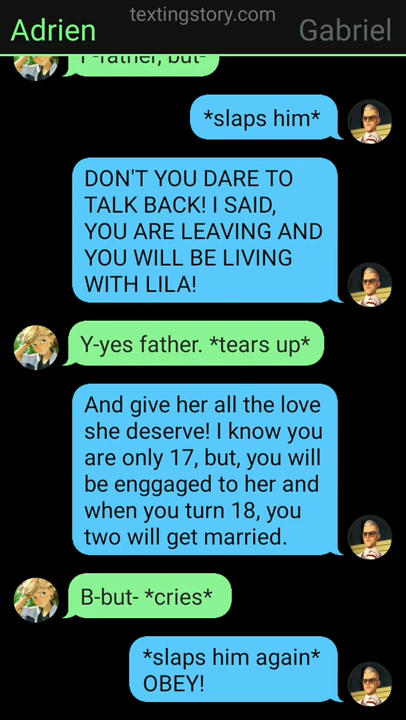 textingstory.com
Adrien
Gabriel
F-father, but-
*slaps him*
DON'T YOU DARE TO
TALK BACK! I SAID,
YOU ARE LEAVING AND
YOU WILL BE LIVING
WITH LILA!
Y-yes father. *tears up*
And give her all the love
she deserve! I know you
are only 17, but, you will
be enggaged to her and
when you turn 18, you
two will get married.
B-but- *cries*
*slaps him again*
OBEY!